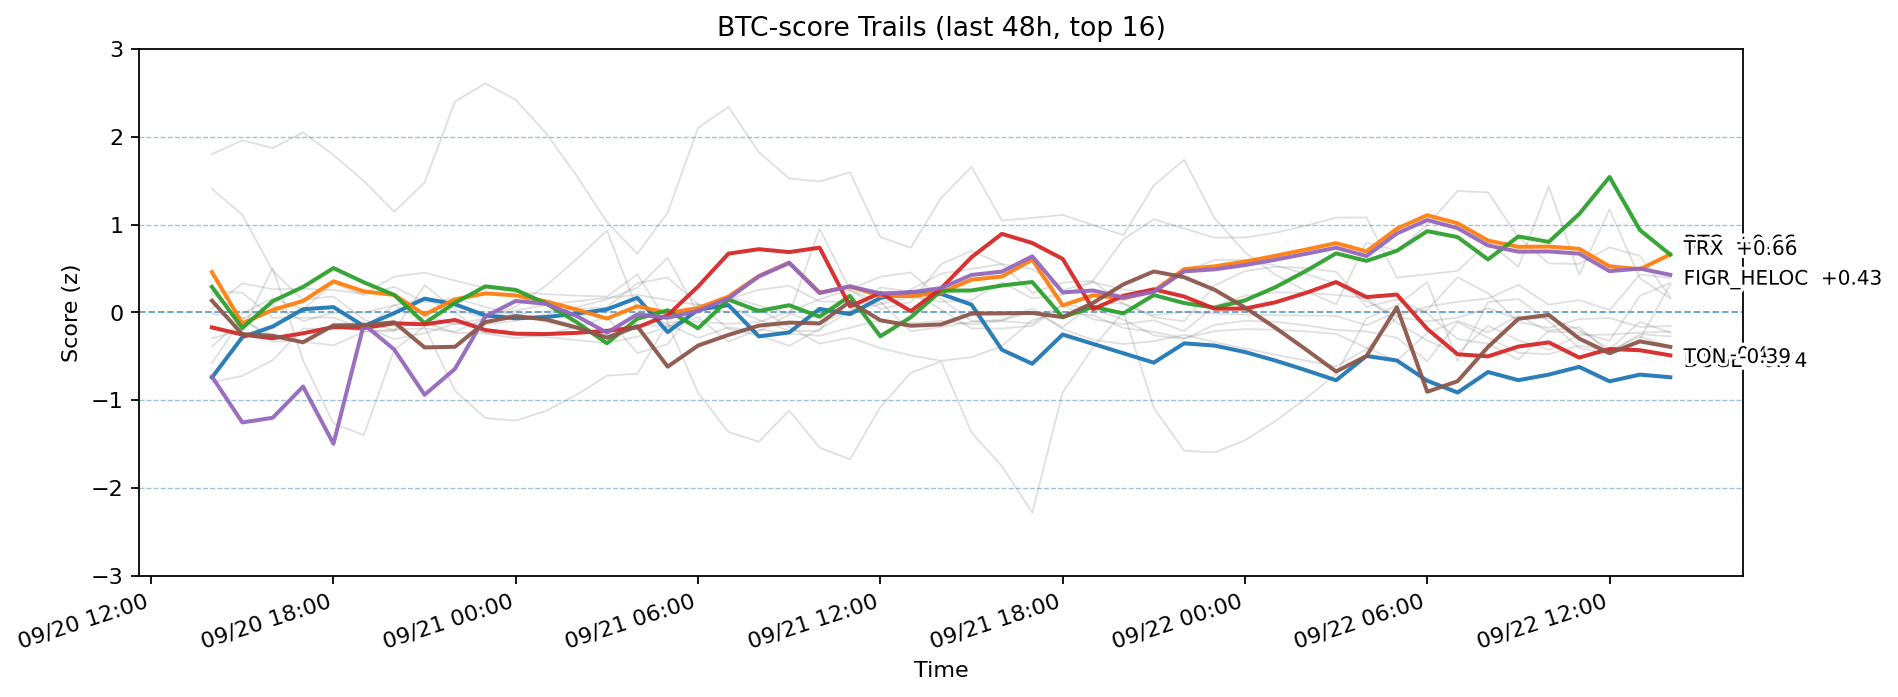 BTC-score Trails (last 48h, top 16)
3
2
1
0
−1
−2
−3
Score (z)
TRX +0.66
FIGR_HELOC +0.43
TON -0.39
09/20 12:00
09/20 18:00
09/21 00:00
09/21 06:00
09/21 12:00
09/21 18:00
09/22 00:00
09/22 06:00
09/22 12:00
Time